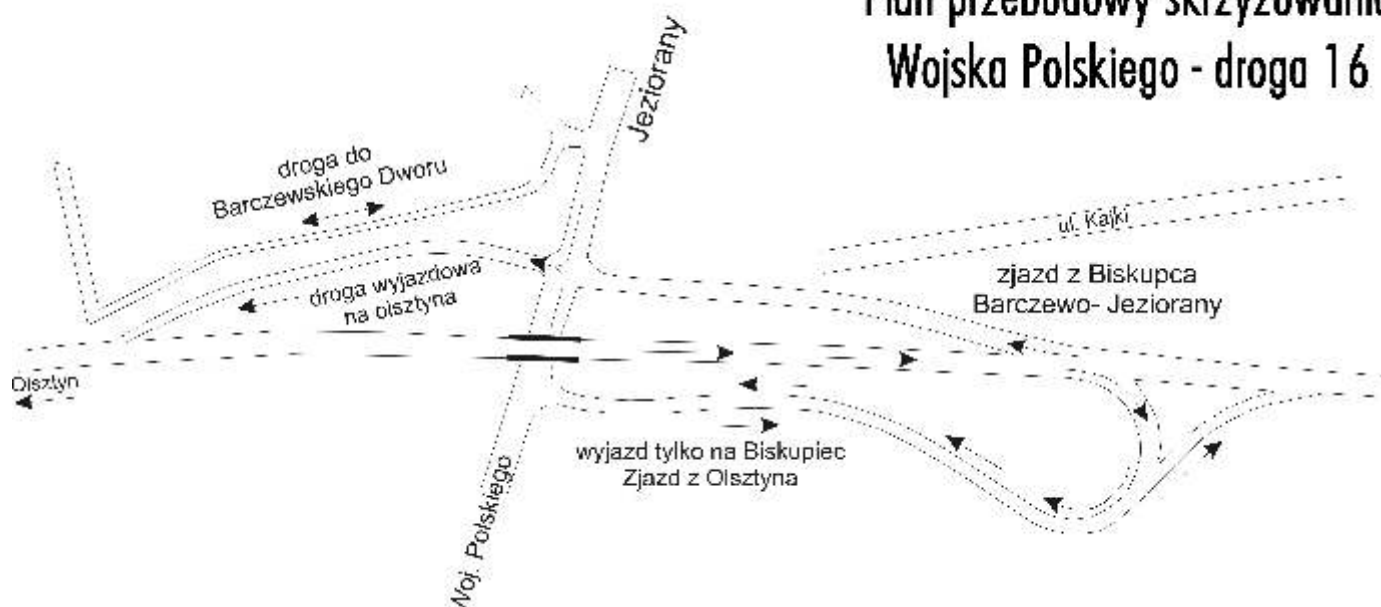 Plan przebudowy skrzyżowania
Wojska Polskiego - droga 16
Jeziorany
droga do
Barczewskiego Dworu
ul. Kajki
droga wyjazdowa
na olsztyna
zjazd z Biskupca
Barczewo- Jeziorany
Olsztyn
wyjazd tylko na Biskupiec
Zjazd z Olsztyna
Woj. Polskiego